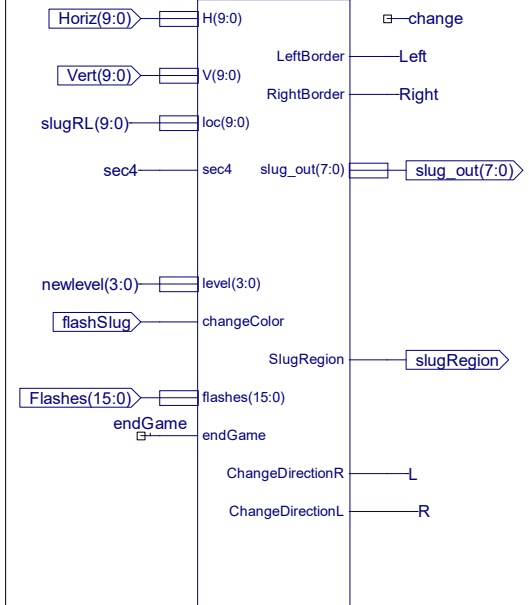 Horiz(9:0) H(9:0) change
LeftBorder Left
Vert(9:0) V(9:0)
RightBorder Right
slugRL(9:0) loc(9:0)
sec4 sec4 slug_out(7:0) slug_out(7:0)
newlevel(3:0) level(3:0)
flashSlug changeColor
SlugRegion slugRegion
Flashes(15:0) flashes(15:0)
endGame
endGame
ChangeDirectionR L
ChangeDirectionL R